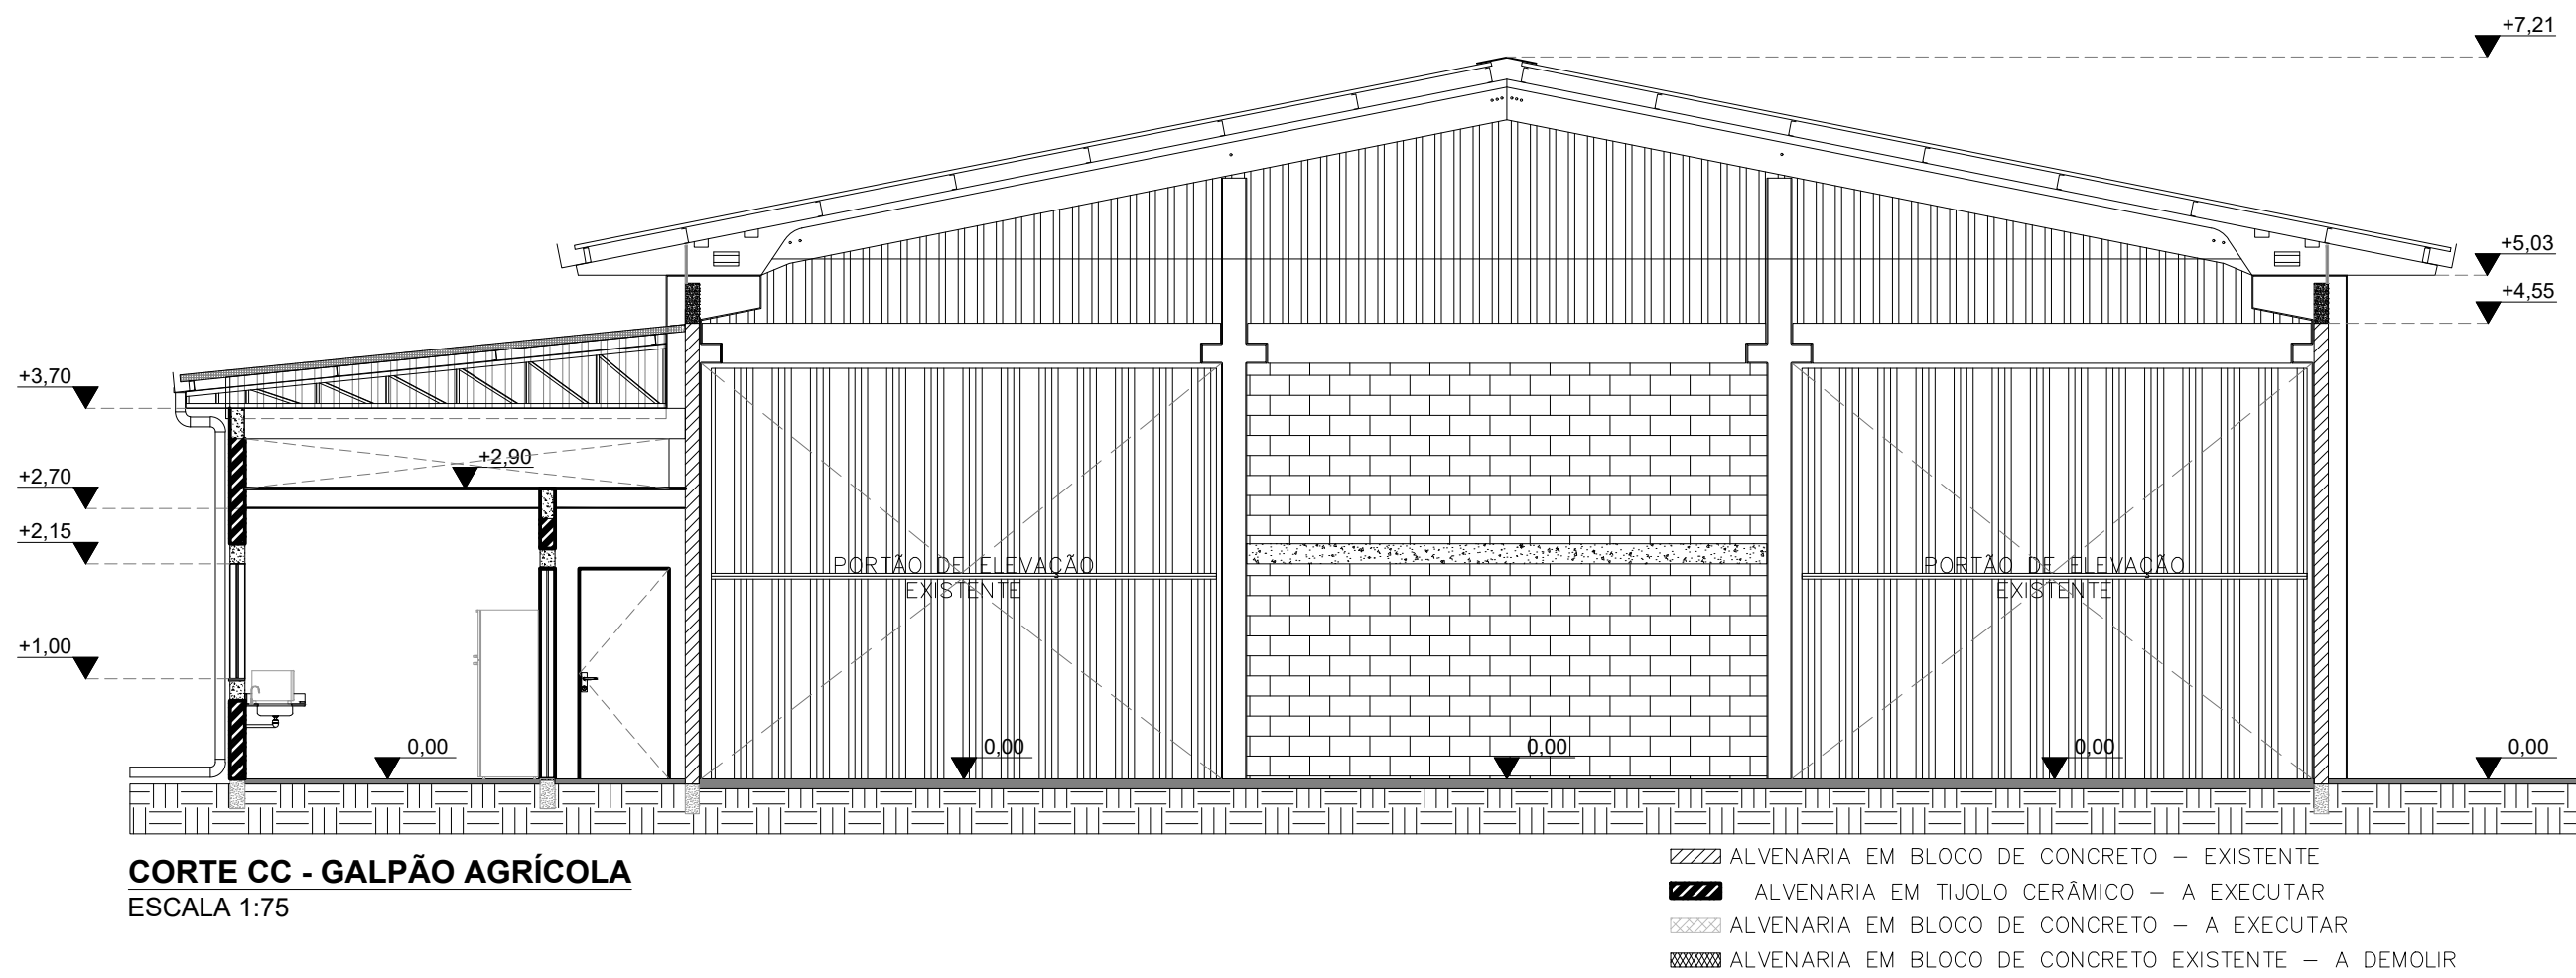 +7,21
+5,03
+4,55
+3,70
+2,90
+2,70
+2,15
PORTÃO DE ELEVAÇÃO
EXISTENTE
PORTÃO DE ELEVAÇÃO
EXISTENTE
+1,00
0,00
0,00
0,00
0,00
0,00
CORTE CC - GALPÃO AGRÍCOLA
ESCALA 1:75
ALVENARIA EM BLOCO DE CONCRETO – EXISTENTE
ALVENARIA EM TIJOLO CERÂMICO – A EXECUTAR
ALVENARIA EM BLOCO DE CONCRETO – A EXECUTAR
ALVENARIA EM BLOCO DE CONCRETO EXISTENTE – A DEMOLIR